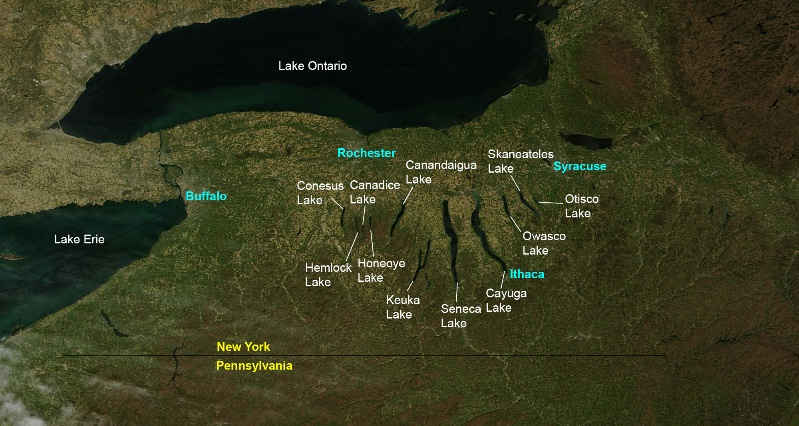 Lake Ontario
Rochester
Skaneateles
Lake
Syracuse
Canandaigua
Lake
Conesus
Lake
Canadice
Lake
Buffalo
Otisco
Lake
Lake Erie
Owasco
Lake
Hemlock
Lake
Honeoye
Lake
Ithaca
Keuka
Lake
Seneca
Lake
Cayuga
Lake
New York
Pennsylvania